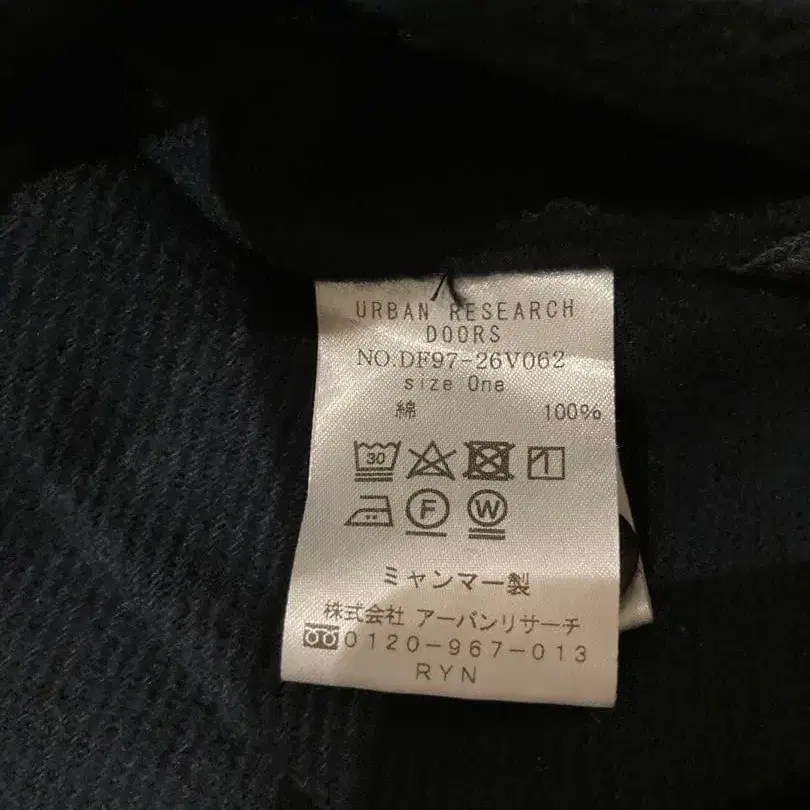 URBAN RESEARCH
DOORS
NO.DF97-26V062
size One
綿 100%
30
F W
ミャンマー製
株式会社 アーバンリサーチ
0120-967-013
RYN